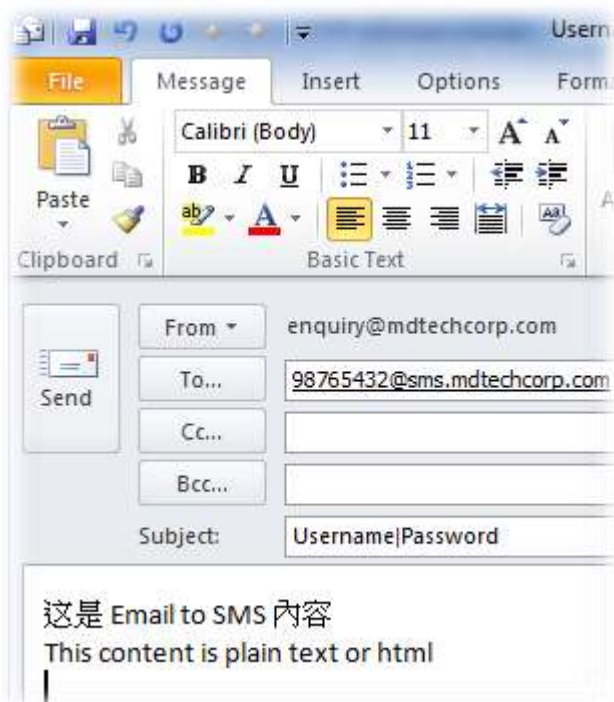 Usern
File Message Insert Options Form
Calibri (Body) 11 A A
Paste B I U
ab A Aa
Clipboard Basic Text
From enquiry@mdtechcorp.com
Send To... 98765432@sms.mdtechcorp.com
Cc...
Bcc...
Subject: Username|Password
这是 Email to SMS 內容
This content is plain text or html